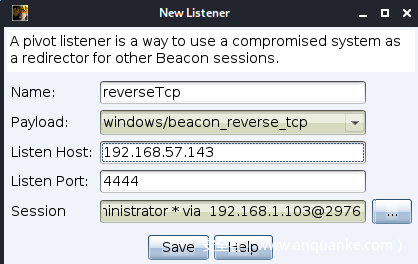 New Listener
A pivot listener is a way to use a compromised system as
a redirector for other Beacon sessions.
Name: reverseTcp
Payload: windows/beacon_reverse_tcp
Listen Host: 192.168.57.143
Listen Port: 4444
Session ninistrator * via 192.168.1.103@2976 ...
Save Help
www.anquanke.com